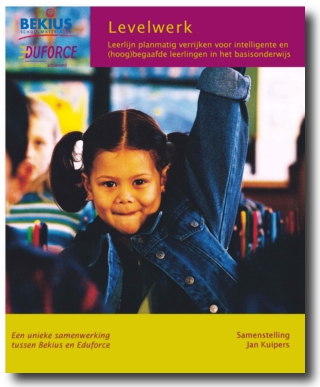 BEKIUS
SCHOOLMATERIALEN
EDUFORCE
Levelwerk
Leerlijn planmatig verrijken voor intelligente en
(hoog)begaafde leerlingen in het basisonderwijs
Een unieke samenwerking
tussen Bekius en Eduforce
Samenstelling
Jan Kuipers